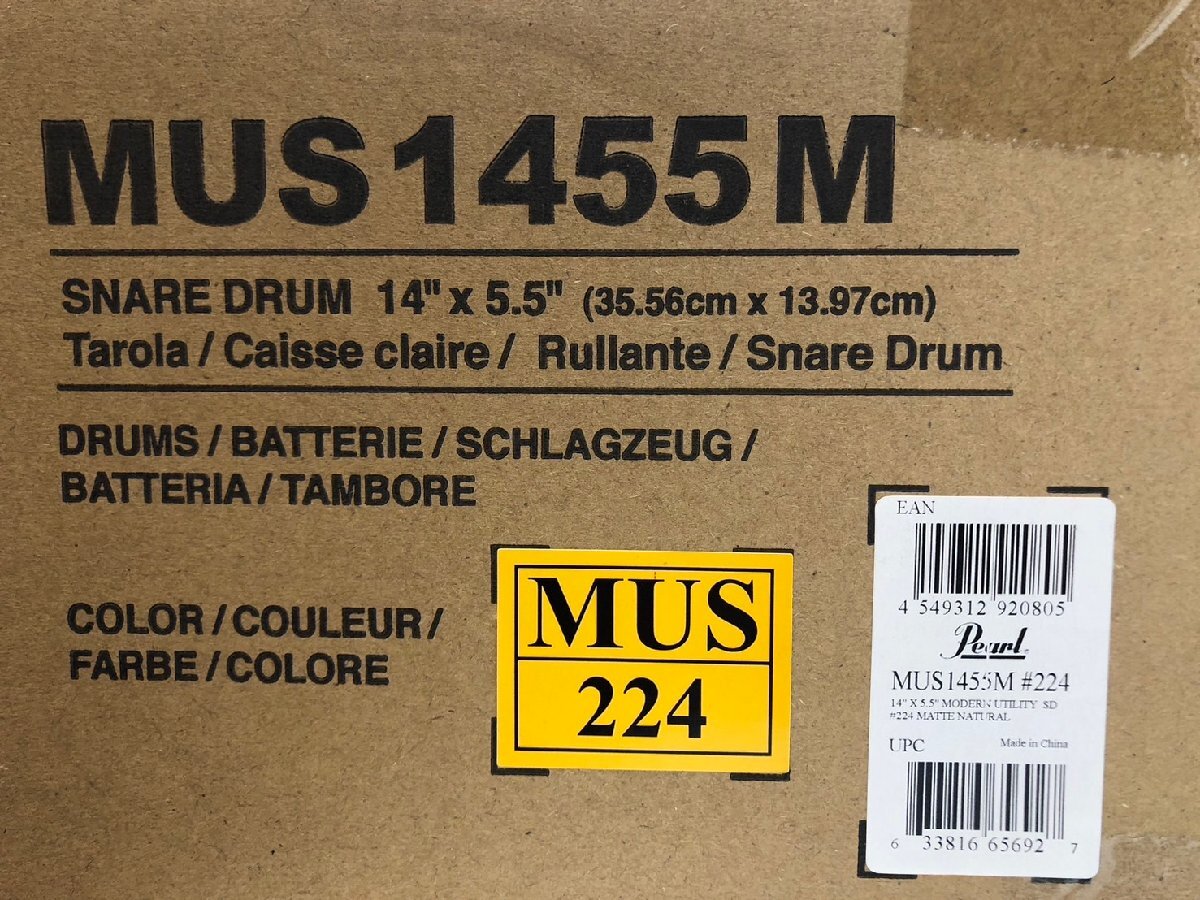 MUS1455M
SNARE DRUM 14" x 5.5" (35.56cm x 13.97cm)
Tarola / Caisse claire / Rullante / Snare Drum
DRUMS / BATTERIE / SCHLAGZEUG /
BATTERIA / TAMBORE
COLOR / COULEUR /
FARBE / COLORE
MUS
224
EAN
4 549312 920805
Pearl
MUS1455M #224
14" X 5.5" MODERN UTILITY SD
#224 MATTE NATURAL
UPC Made in China
6 33816 65692 7